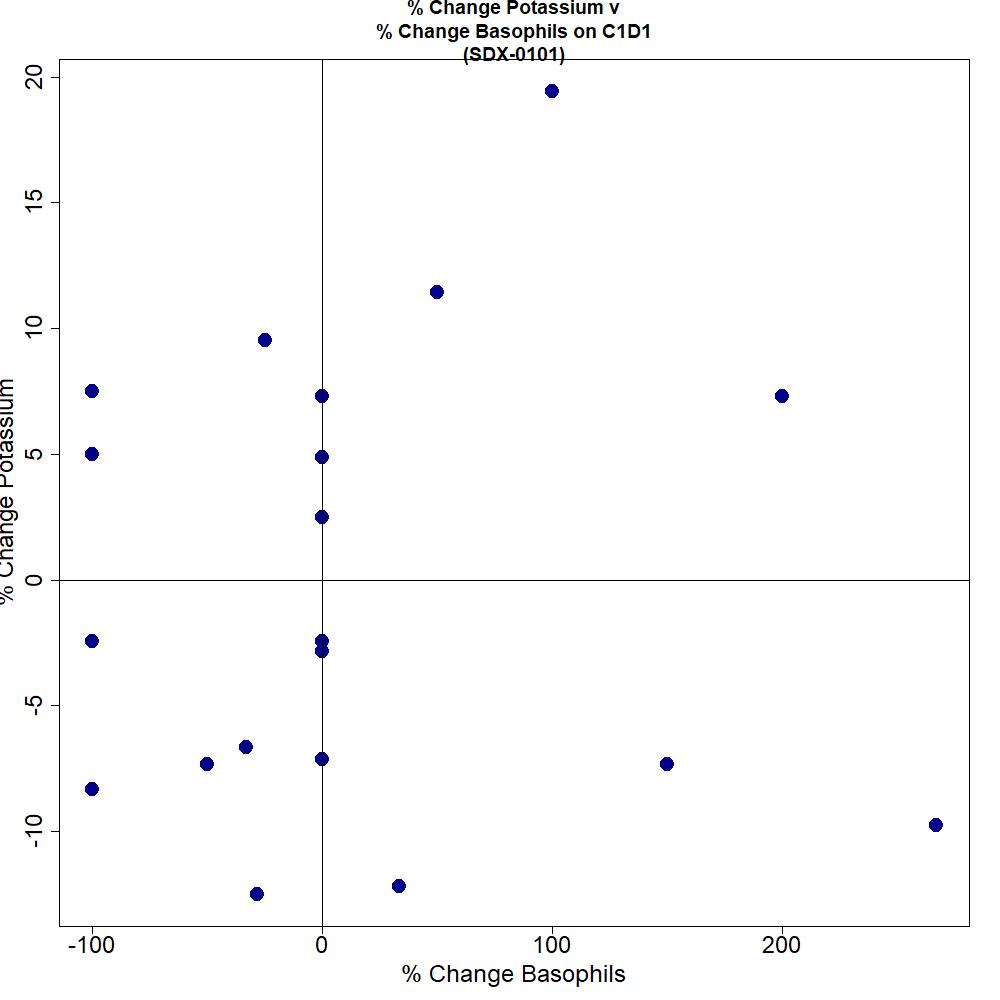 % Change Potassium v
% Change Basophils on C1D1
(SDX-0101)
20
15
10
5
0
-5
-10
% Change Potassium
-100
0
100
200
% Change Basophils